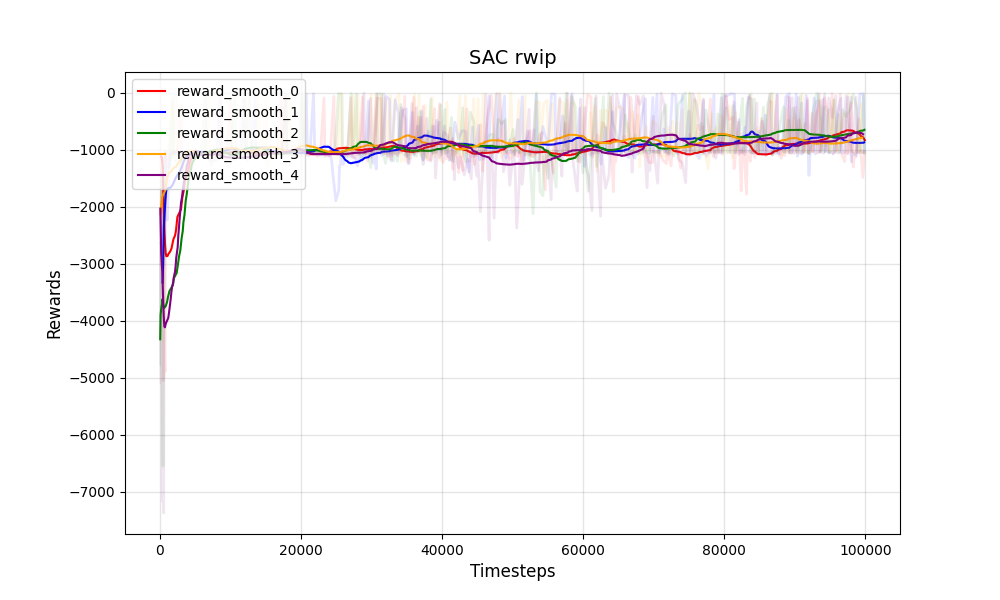 SAC rwip
reward_smooth_0
reward_smooth_1
reward_smooth_2
reward_smooth_3
reward_smooth_4
0
−1000
−2000
−3000
−4000
−5000
−6000
−7000
Rewards
0 20000 40000 60000 80000 100000
Timesteps